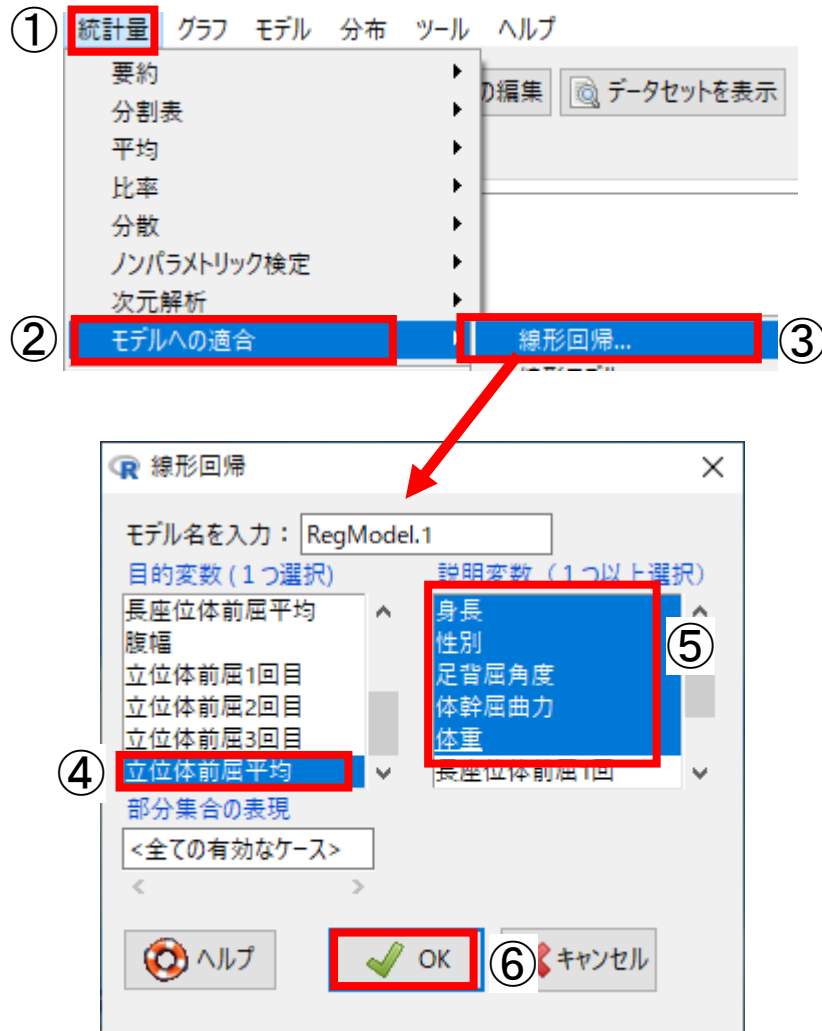 ① 統計量 グラフ モデル 分布 ツール ヘルプ
要約
の編集 データセットを表示
分割表
平均
比率
分散
ノンパラメトリック検定
次元解析
② モデルへの適合 線形回帰... ③
線形回帰
モデル名を入力： RegModel.1
目的変数 (1つ選択) 説明変数 (1つ以上選択)
長座位体前屈平均 身長
腹幅 性別 ⑤
立位体前屈1回目 足背屈角度
立位体前屈2回目 体幹屈曲力
立位体前屈3回目 体重
④ 立位体前屈平均 長座位体前屈1回
部分集合の表現
<全ての有効なケース>
ヘルプ OK ⑥ キャンセル